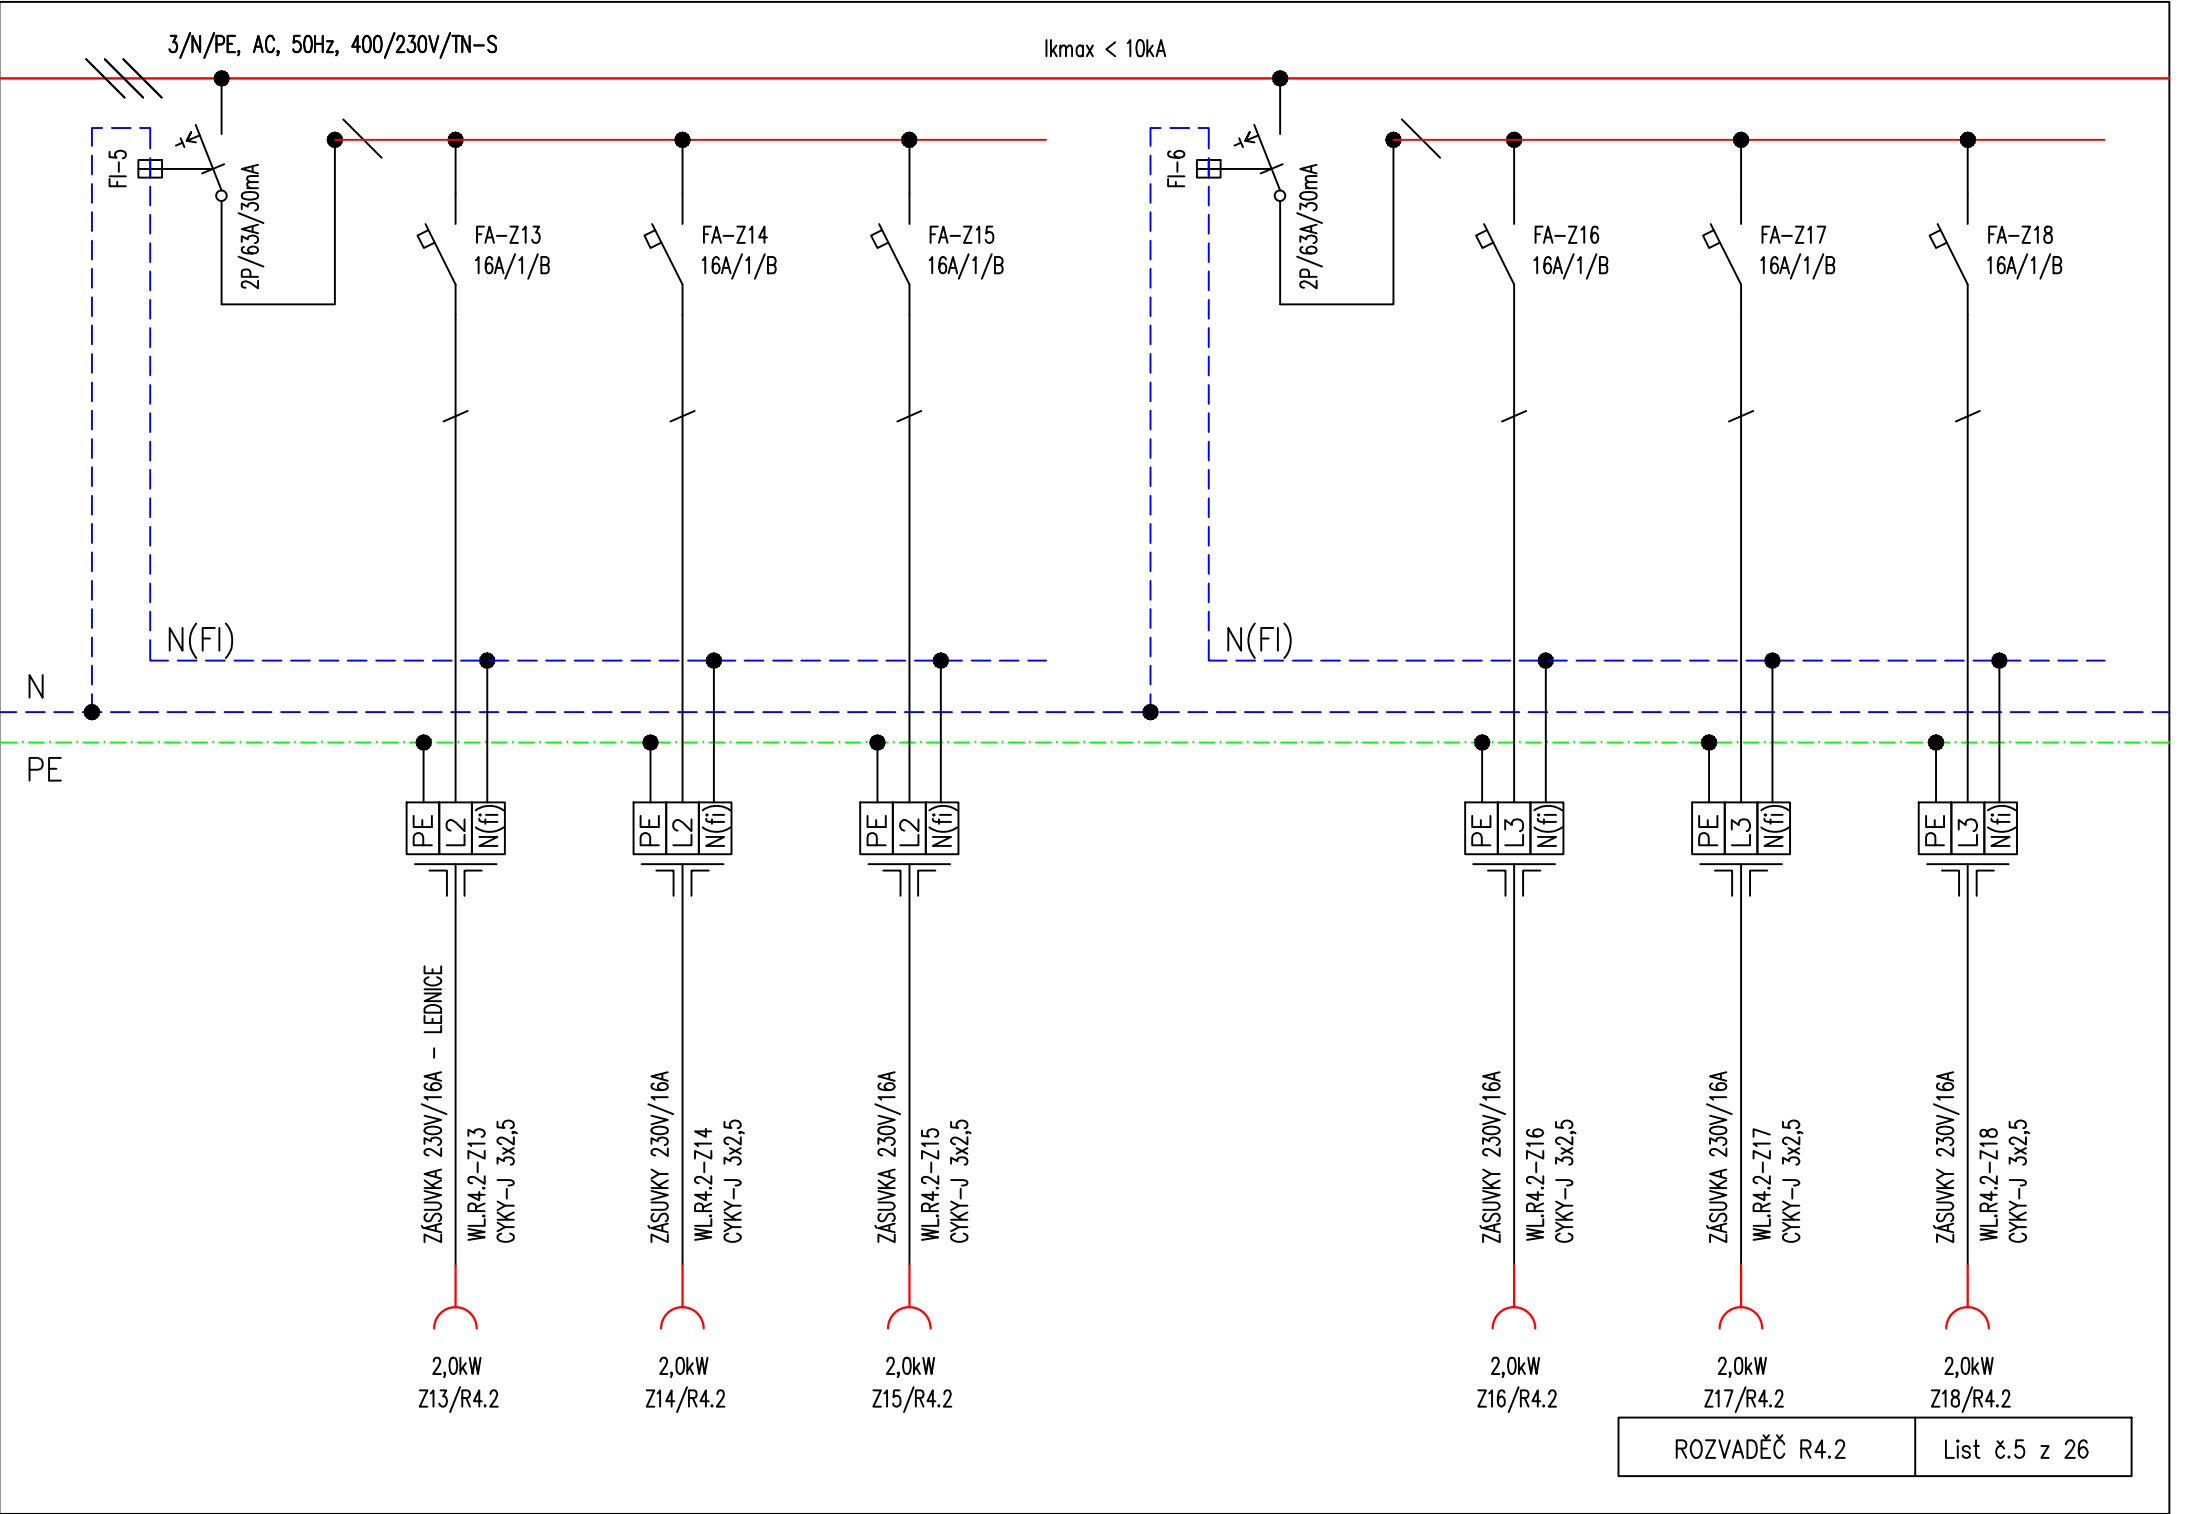 3/N/PE, AC, 50Hz, 400/230V/TN-S
Ikmax < 10kA
FI-5
2P/63A/30mA
FA-Z13
16A/1/B
FA-Z14
16A/1/B
FA-Z15
16A/1/B
FI-6
2P/63A/30mA
FA-Z16
16A/1/B
FA-Z17
16A/1/B
FA-Z18
16A/1/B
N(FI)
N(FI)
N
PE
PE L2 N(fi)
PE L2 N(fi)
PE L2 N(fi)
PE L3 N(fi)
PE L3 N(fi)
PE L3 N(fi)
ZÁSUVKA 230V/16A - LEDNICE
WL.R4.2-Z13
CYKY-J 3x2,5
ZÁSUVKY 230V/16A
WL.R4.2-Z14
CYKY-J 3x2,5
ZÁSUVKA 230V/16A
WL.R4.2-Z15
CYKY-J 3x2,5
ZÁSUVKY 230V/16A
WL.R4.2-Z16
CYKY-J 3x2,5
ZÁSUVKA 230V/16A
WL.R4.2-Z17
CYKY-J 3x2,5
ZÁSUVKY 230V/16A
WL.R4.2-Z18
CYKY-J 3x2,5
2,0kW
Z13/R4.2
2,0kW
Z14/R4.2
2,0kW
Z15/R4.2
2,0kW
Z16/R4.2
2,0kW
Z17/R4.2
2,0kW
Z18/R4.2
ROZVADĚČ R4.2
List č.5 z 26